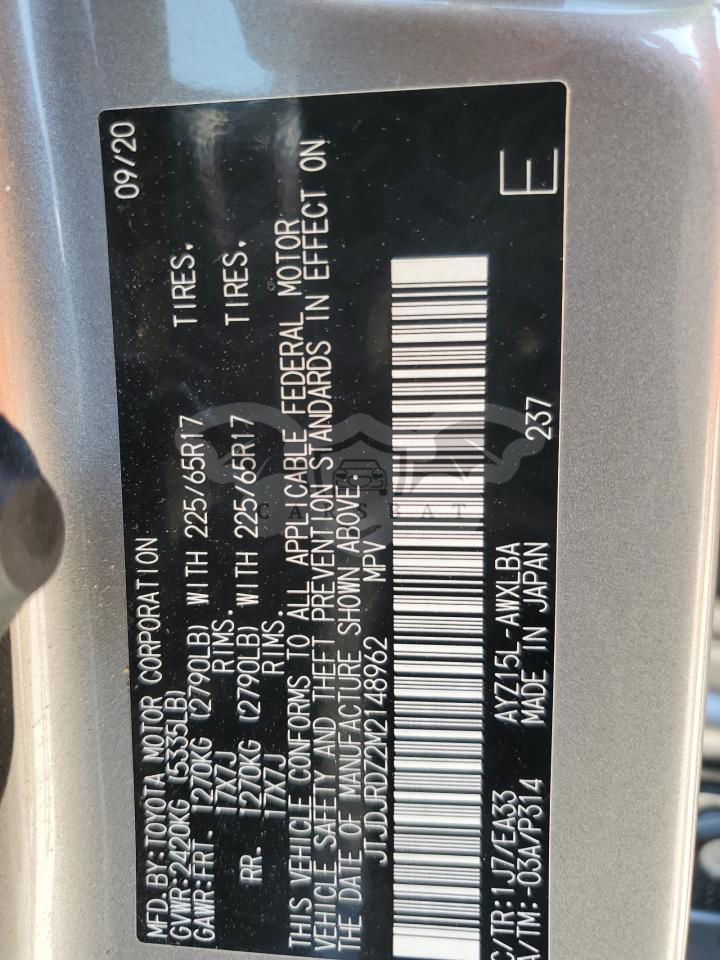 MFD.BY:TOYOTA MOTOR CORPORATION 09/20
GVWR:2420KG (5335LB)
GAWR:FRT. 1270KG (2790LB) WITH 225/65R17 TIRES.
17X7J RIMS.
RR. 1270KG (2790LB) WITH 225/65R17 TIRES.
17X7J RIMS.
THIS VEHICLE CONFORMS TO ALL APPLICABLE FEDERAL MOTOR
VEHICLE SAFETY AND THEFT PREVENTION STANDARDS IN EFFECT ON
THE DATE OF MANUFACTURE SHOWN ABOVE.
JTJDJRDZ2M2148962 MPV
C/TR:1J7/EA33 AYZ15L-AWXLBA E
A/TM:-03A/P314 MADE IN JAPAN 237
CARSBAT